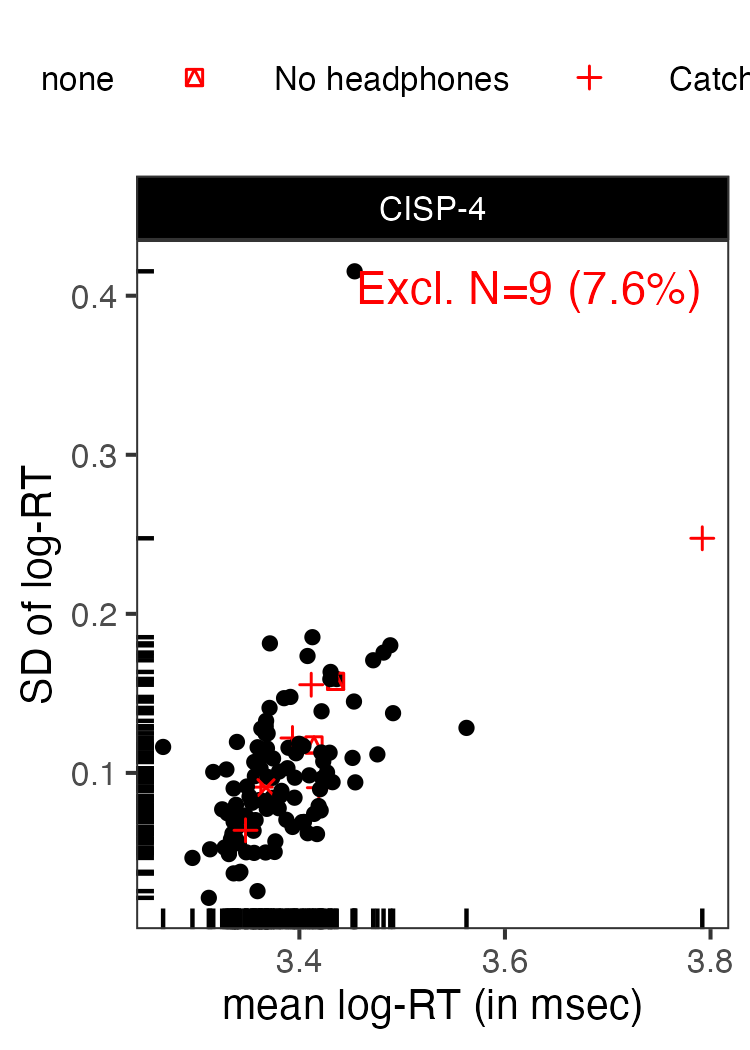 none No headphones Catch
CISP-4
Excl. N=9 (7.6%)
0.4
0.3
0.2
0.1
SD of log-RT
3.4 3.6 3.8
mean log-RT (in msec)